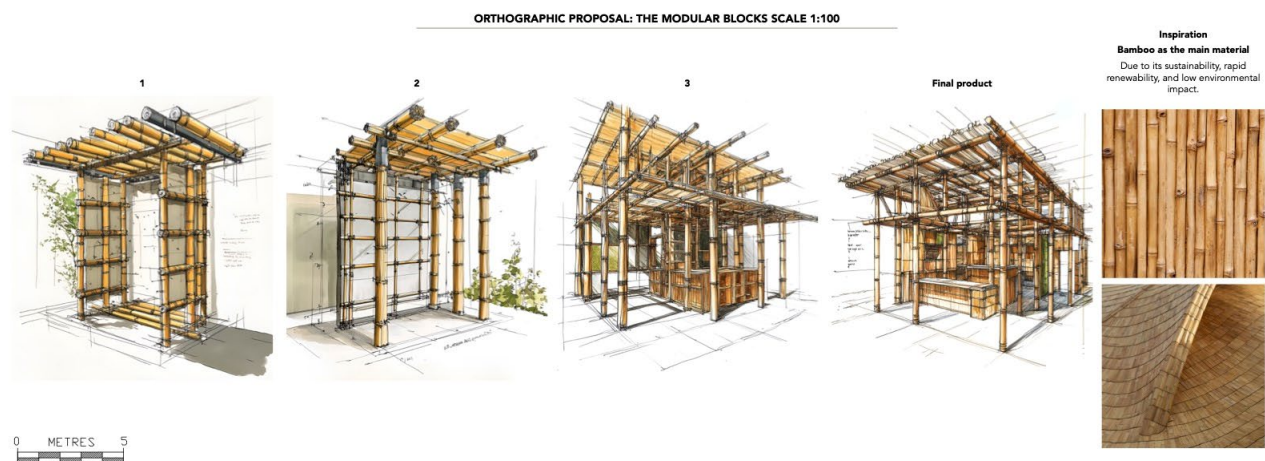 ORTHOGRAPHIC PROPOSAL: THE MODULAR BLOCKS SCALE 1:100
1
2
3
Final product
Inspiration
Bamboo as the main material
Due to its sustainability, rapid
renewability, and low environmental
impact.
0 METRES 5